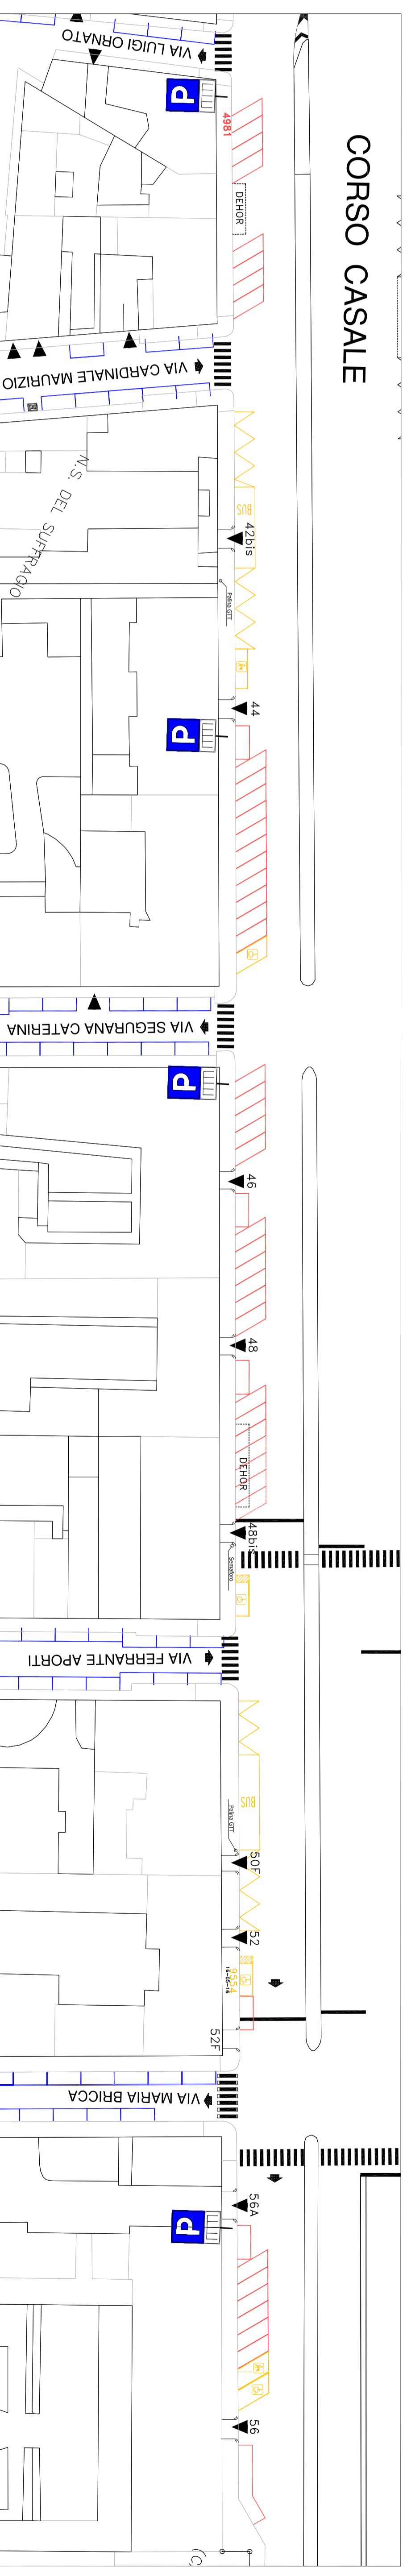 VIA LUIGI ORNATO
P
4981
DEHOR
CORSO CASALE
VIA CARDINALE MAURIZIO
N.S. DEL SUFFRAGIO
BUS
42bis
Palina GTT
44
P
VIA SEGURANA CATERINA
P
46
48
DEHOR
48bis
Semaforo
VIA FERRANTE APORTI
BUS
Palina GTT
50F
52
9554
52F
VIA MARIA BRICCA
56A
P
56